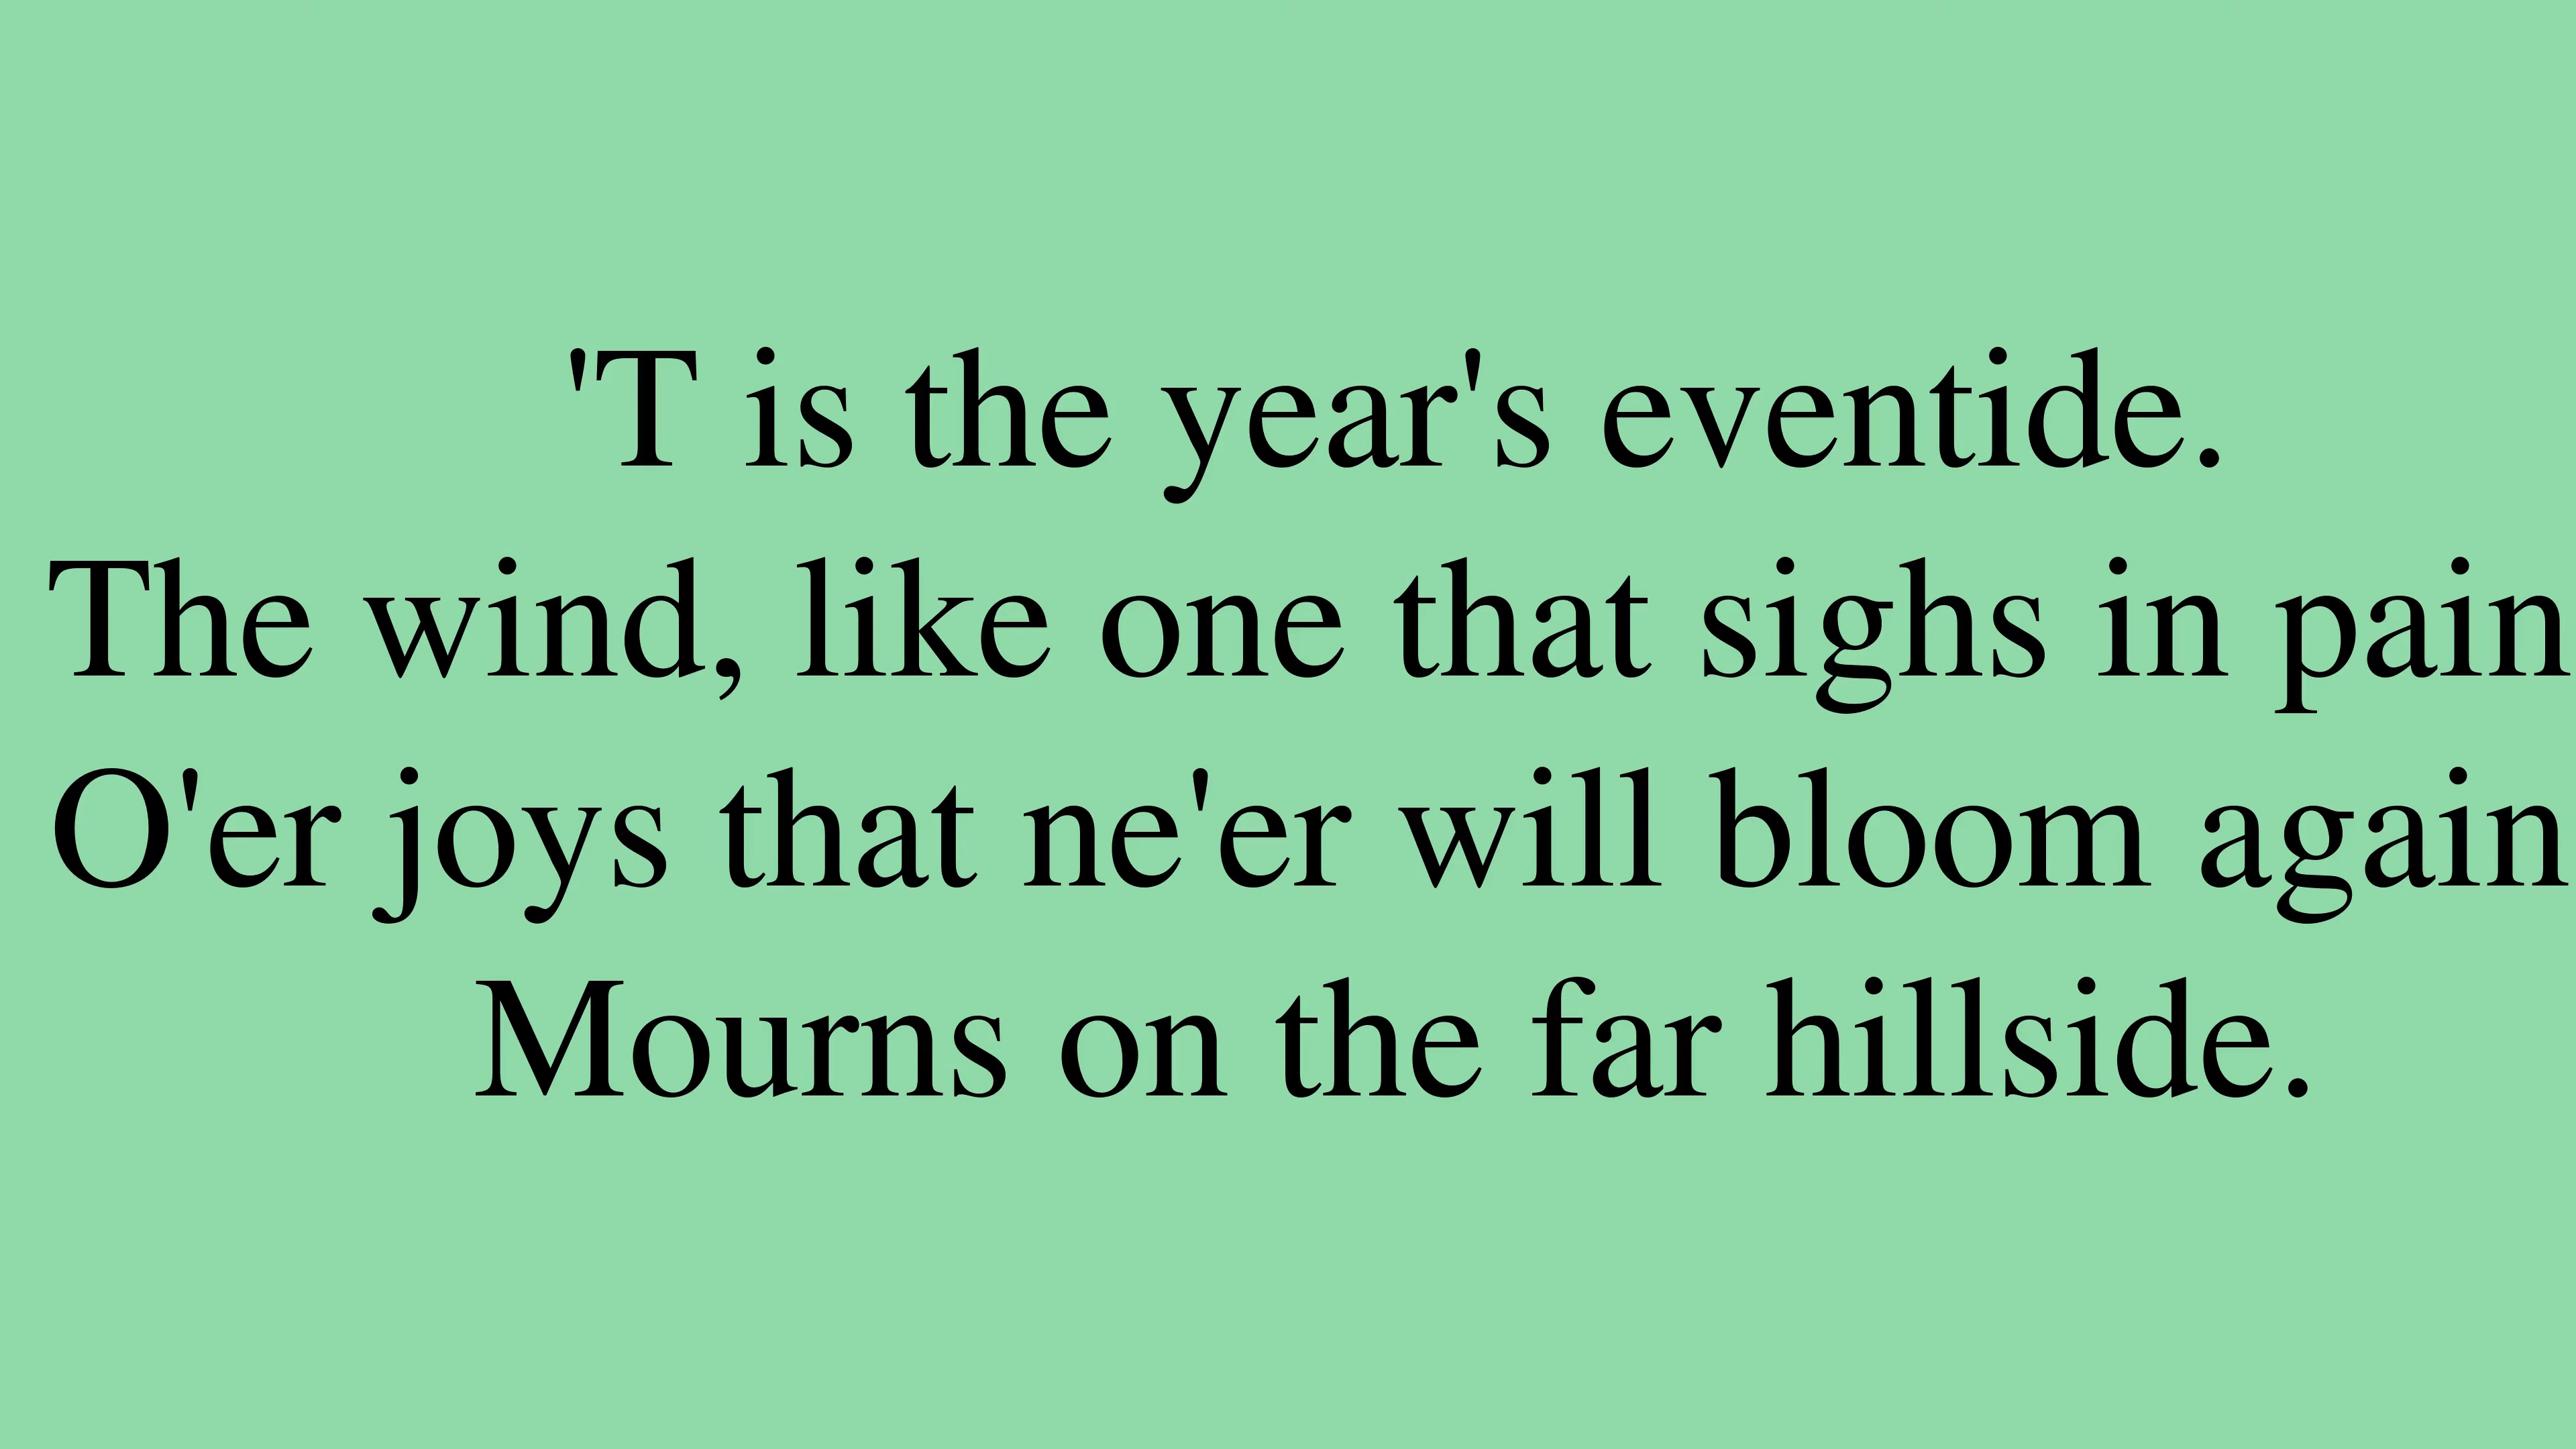 'T is the year's eventide.
The wind, like one that sighs in pain
O'er joys that ne'er will bloom again
Mourns on the far hillside.